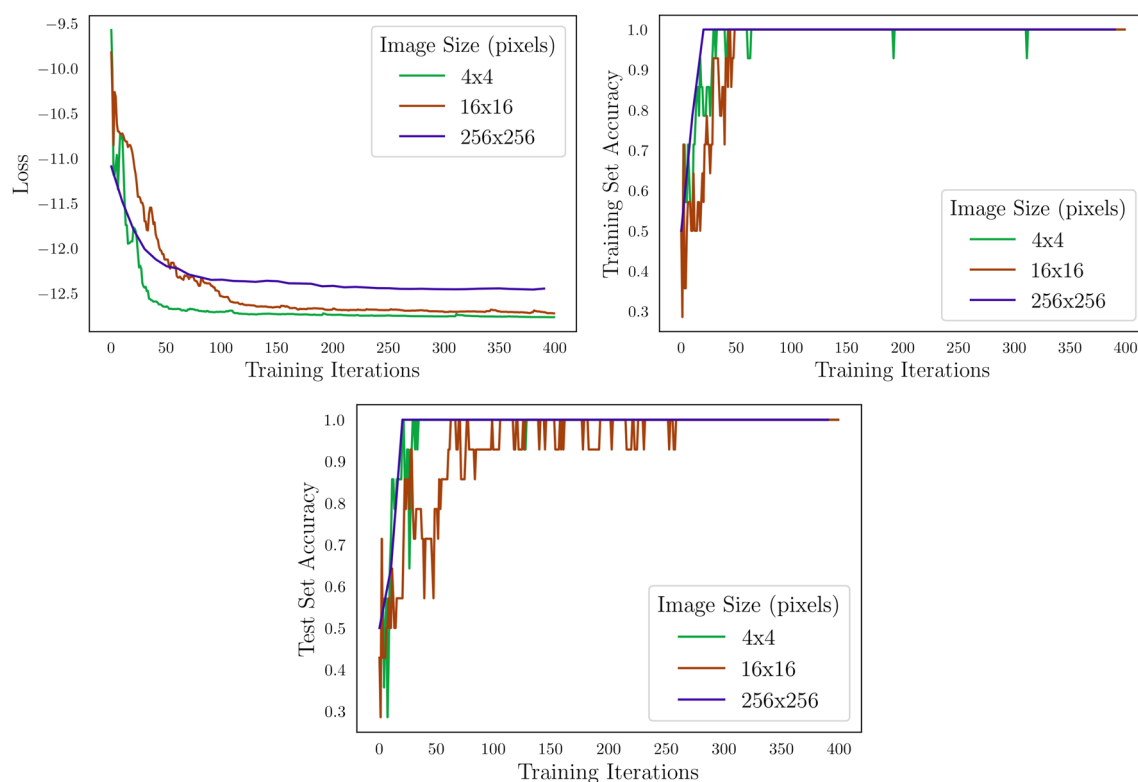 −9.5
−10.0
−10.5
−11.0
−11.5
−12.0
−12.5
Loss
0 50 100 150 200 250 300 350 400
Training Iterations
Image Size (pixels)
4x4
16x16
256x256
1.0
0.9
0.8
0.7
0.6
0.5
0.4
0.3
Training Set Accuracy
0 50 100 150 200 250 300 350 400
Training Iterations
Image Size (pixels)
4x4
16x16
256x256
1.0
0.9
0.8
0.7
0.6
0.5
0.4
0.3
Test Set Accuracy
0 50 100 150 200 250 300 350 400
Training Iterations
Image Size (pixels)
4x4
16x16
256x256